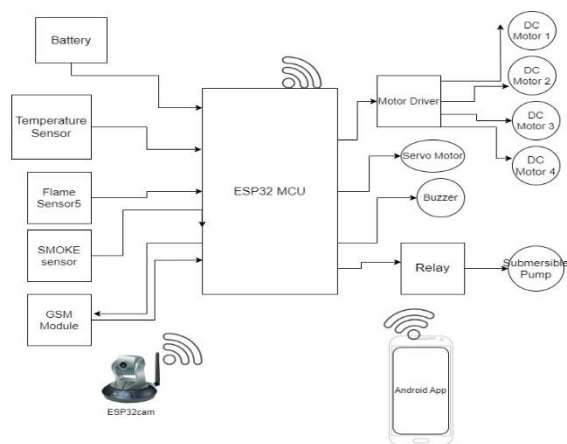 Battery
Temperature
Sensor
Flame
Sensor5
SMOKE
sensor
GSM
Module
ESP32 MCU
Motor Driver
DC
Motor 1
DC
Motor 2
DC
Motor 3
DC
Motor 4
Servo Motor
Buzzer
Relay
Submersible
Pump
ESP32cam
Android App